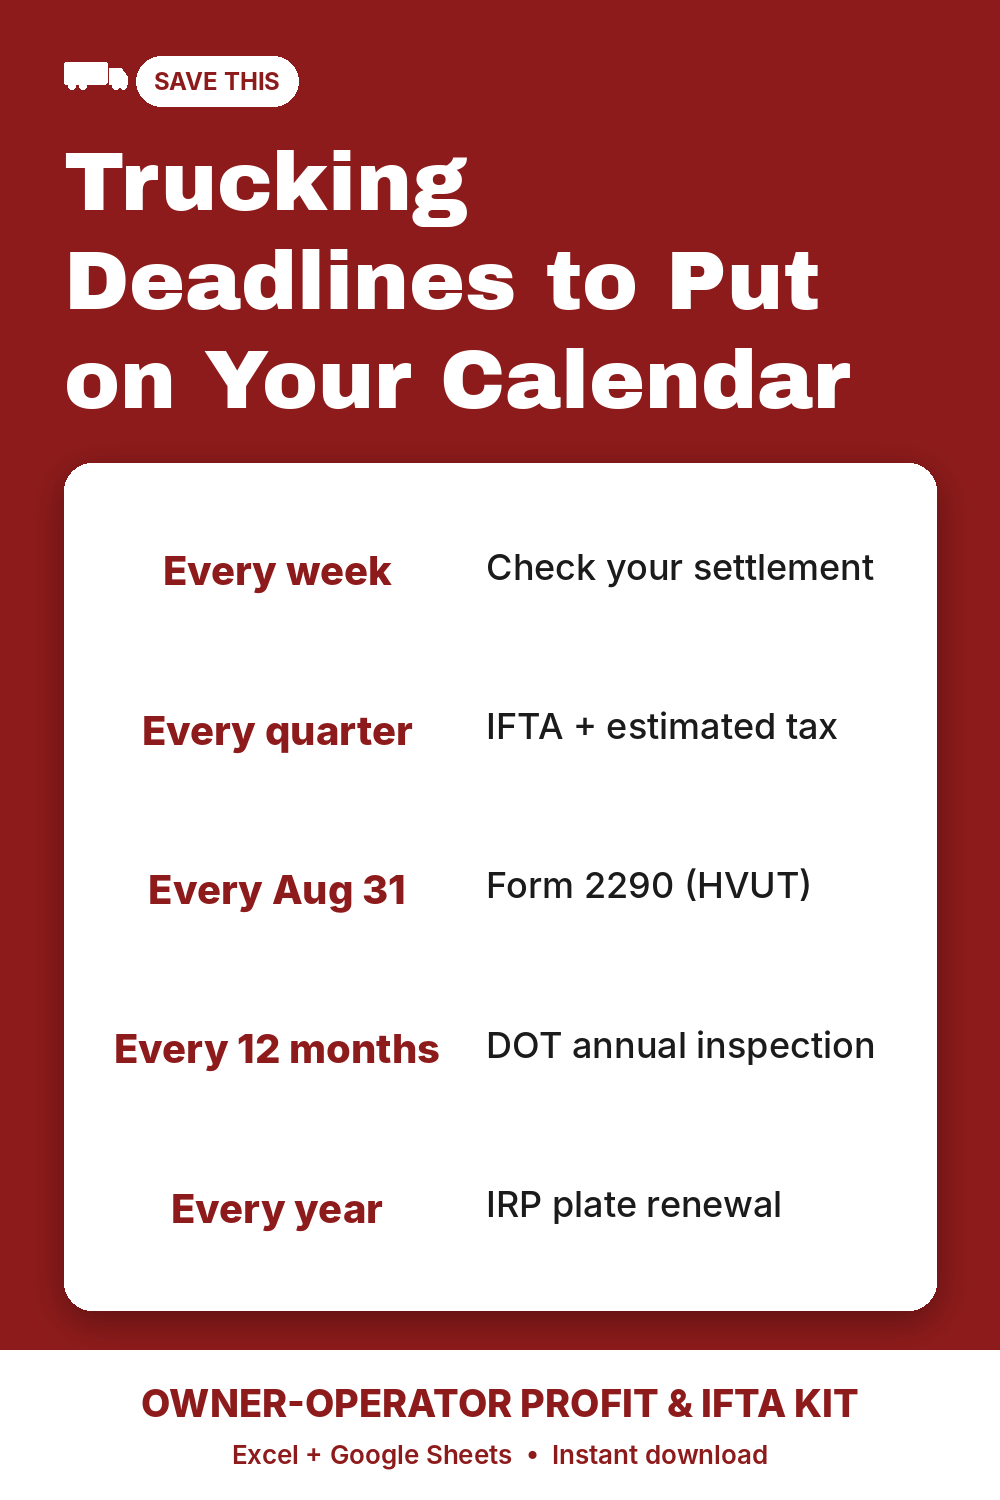 SAVE THIS
Trucking
Deadlines to Put
on Your Calendar
Every week Check your settlement
Every quarter IFTA + estimated tax
Every Aug 31 Form 2290 (HVUT)
Every 12 months DOT annual inspection
Every year IRP plate renewal
OWNER-OPERATOR PROFIT & IFTA KIT
Excel + Google Sheets • Instant download